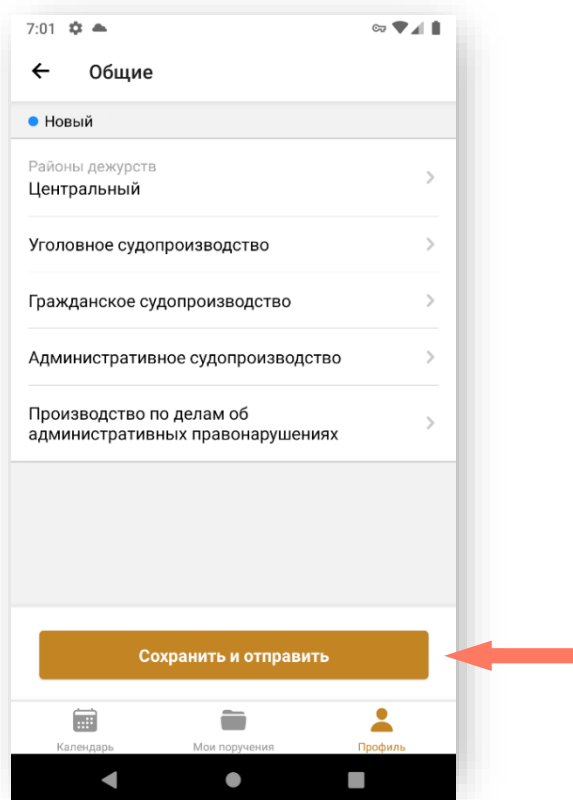 7:01
Общие
Новый
Районы дежурств
Центральный
Уголовное судопроизводство
Гражданское судопроизводство
Административное судопроизводство
Производство по делам об
административных правонарушениях
Сохранить и отправить
Календарь Мои поручения Профиль